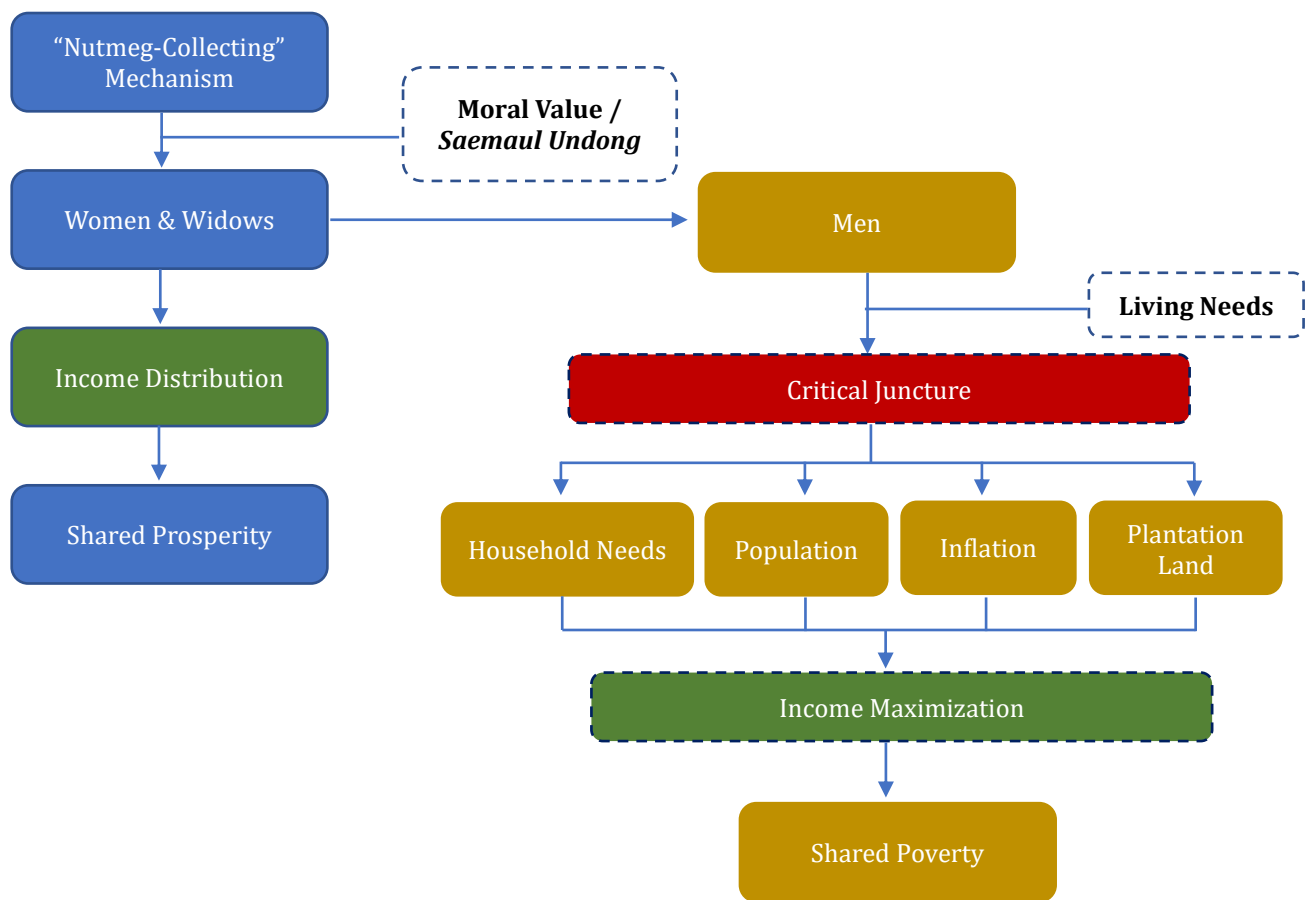 “Nutmeg-Collecting”
Mechanism
Moral Value /
Saemaul Undong
Women & Widows
Men
Living Needs
Income Distribution
Critical Juncture
Shared Prosperity
Household Needs
Population
Inflation
Plantation
Land
Income Maximization
Shared Poverty